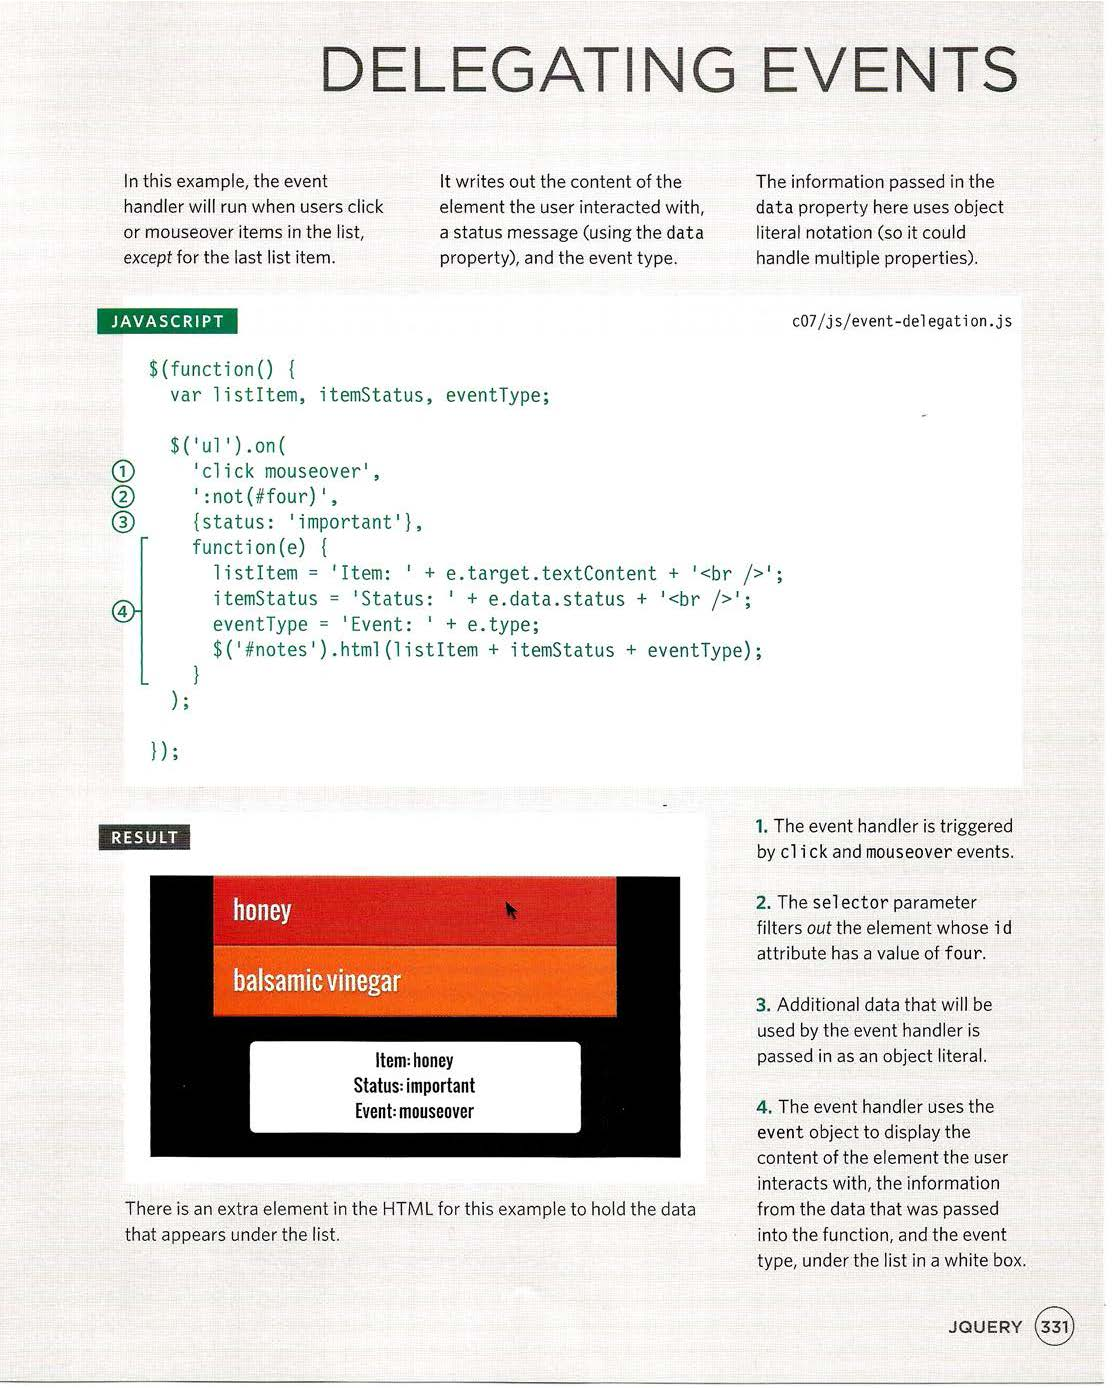 DELEGATING EVENTS
In this example, the event
handler will run when users click
or mouseover items in the list,
except for the last list item.
It writes out the content of the
element the user interacted with,
a status message (using the data
property), and the event type.
The information passed in the
data property here uses object
literal notation (so it could
handle multiple properties).
JAVASCRIPT
c07/js/event-delegation.js
$(function() {
var listItem, itemStatus, eventType;
$('ul').on(
① 'click mouseover',
② ':not(#four)',
③ {status: 'important'},
function(e) {
listItem = 'Item: ' + e.target.textContent + '<br />';
④ itemStatus = 'Status: ' + e.data.status + '<br />';
eventType = 'Event: ' + e.type;
$('#notes').html(listItem + itemStatus + eventType);
}
);
});
RESULT
honey
balsamic vinegar
Item: honey
Status: important
Event: mouseover
There is an extra element in the HTML for this example to hold the data
that appears under the list.
1. The event handler is triggered
by click and mouseover events.
2. The selector parameter
filters out the element whose id
attribute has a value of four.
3. Additional data that will be
used by the event handler is
passed in as an object literal.
4. The event handler uses the
event object to display the
content of the element the user
interacts with, the information
from the data that was passed
into the function, and the event
type, under the list in a white box.
JQUERY 331